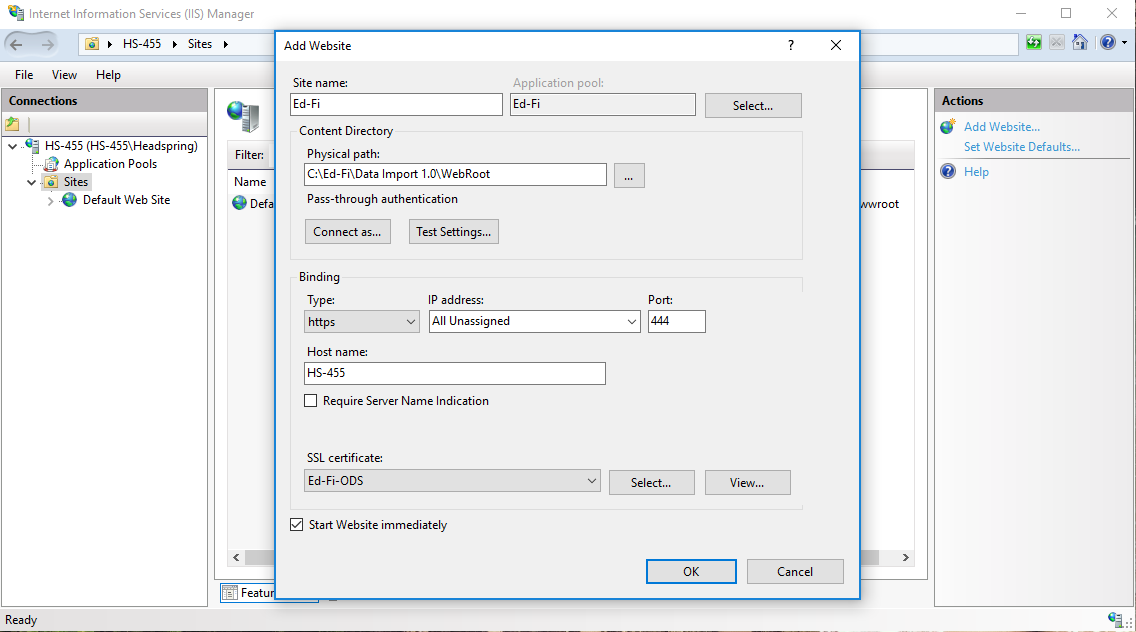 Internet Information Services (IIS) Manager
HS-455 Sites
File View Help
Connections
HS-455 (HS-455\Headspring)
Application Pools
Sites
Default Web Site
Filter:
Name
Defa
wwroot
Featur
Add Website
?
Site name:
Application pool:
Ed-Fi
Ed-Fi
Select...
Content Directory
Physical path:
C:\Ed-Fi\Data Import 1.0\WebRoot
...
Pass-through authentication
Connect as...
Test Settings...
Binding
Type:
IP address:
Port:
https
All Unassigned
444
Host name:
HS-455
Require Server Name Indication
SSL certificate:
Ed-Fi-ODS
Select...
View...
Start Website immediately
OK
Cancel
Actions
Add Website...
Set Website Defaults...
Help
Ready